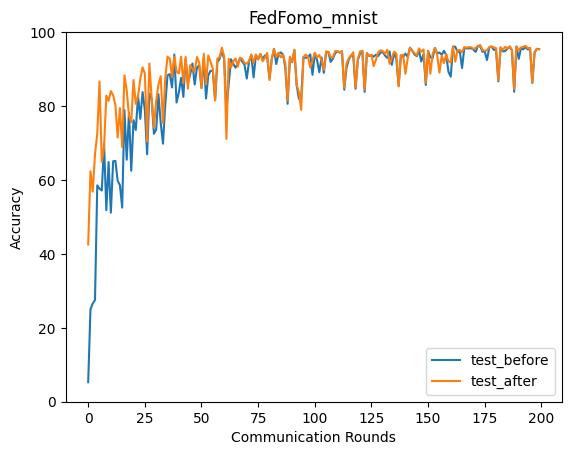 FedFomo_mnist
100
80
60
40
20
0
Accuracy
0 25 50 75 100 125 150 175 200
Communication Rounds
test_before
test_after